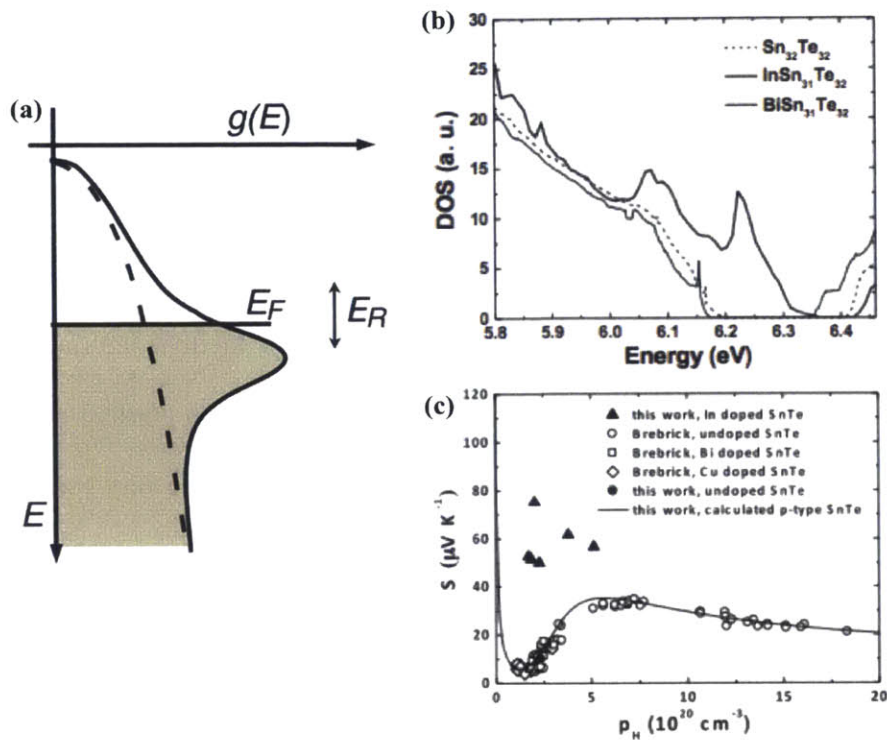 (a)
g(E)
E_F
E_R
E
(b)
30
25
20
15
10
5
0
DOS (a. u.)
Sn₃₂Te₃₂
InSn₃₁Te₃₂
BiSn₃₁Te₃₂
5.8 5.9 6.0 6.1 6.2 6.3 6.4
Energy (eV)
(c)
120
100
80
60
40
20
0
S (μV K⁻¹)
this work, In doped SnTe
Brebrick, undoped SnTe
Brebrick, Bi doped SnTe
Brebrick, Cu doped SnTe
this work, undoped SnTe
this work, calculated p-type SnTe
0 5 10 15 20
p_H (10²⁰ cm⁻³)